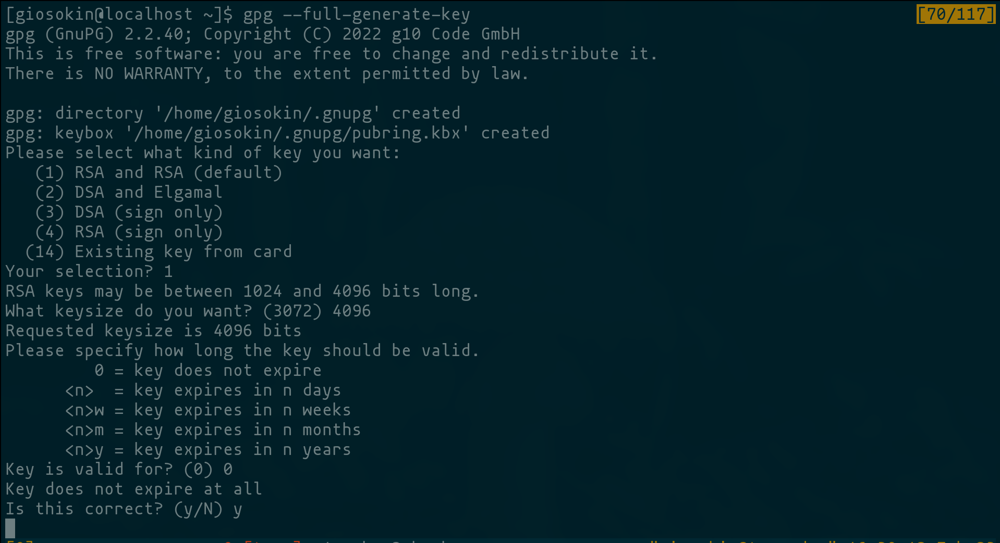 [giosokin@localhost ~]$ gpg --full-generate-key [70/117]
gpg (GnuPG) 2.2.40; Copyright (C) 2022 g10 Code GmbH
This is free software: you are free to change and redistribute it.
There is NO WARRANTY, to the extent permitted by law.

gpg: directory '/home/giosokin/.gnupg' created
gpg: keybox '/home/giosokin/.gnupg/pubring.kbx' created
Please select what kind of key you want:
   (1) RSA and RSA (default)
   (2) DSA and Elgamal
   (3) DSA (sign only)
   (4) RSA (sign only)
  (14) Existing key from card
Your selection? 1
RSA keys may be between 1024 and 4096 bits long.
What keysize do you want? (3072) 4096
Requested keysize is 4096 bits
Please specify how long the key should be valid.
         0 = key does not expire
      <n>  = key expires in n days
      <n>w = key expires in n weeks
      <n>m = key expires in n months
      <n>y = key expires in n years
Key is valid for? (0) 0
Key does not expire at all
Is this correct? (y/N) y